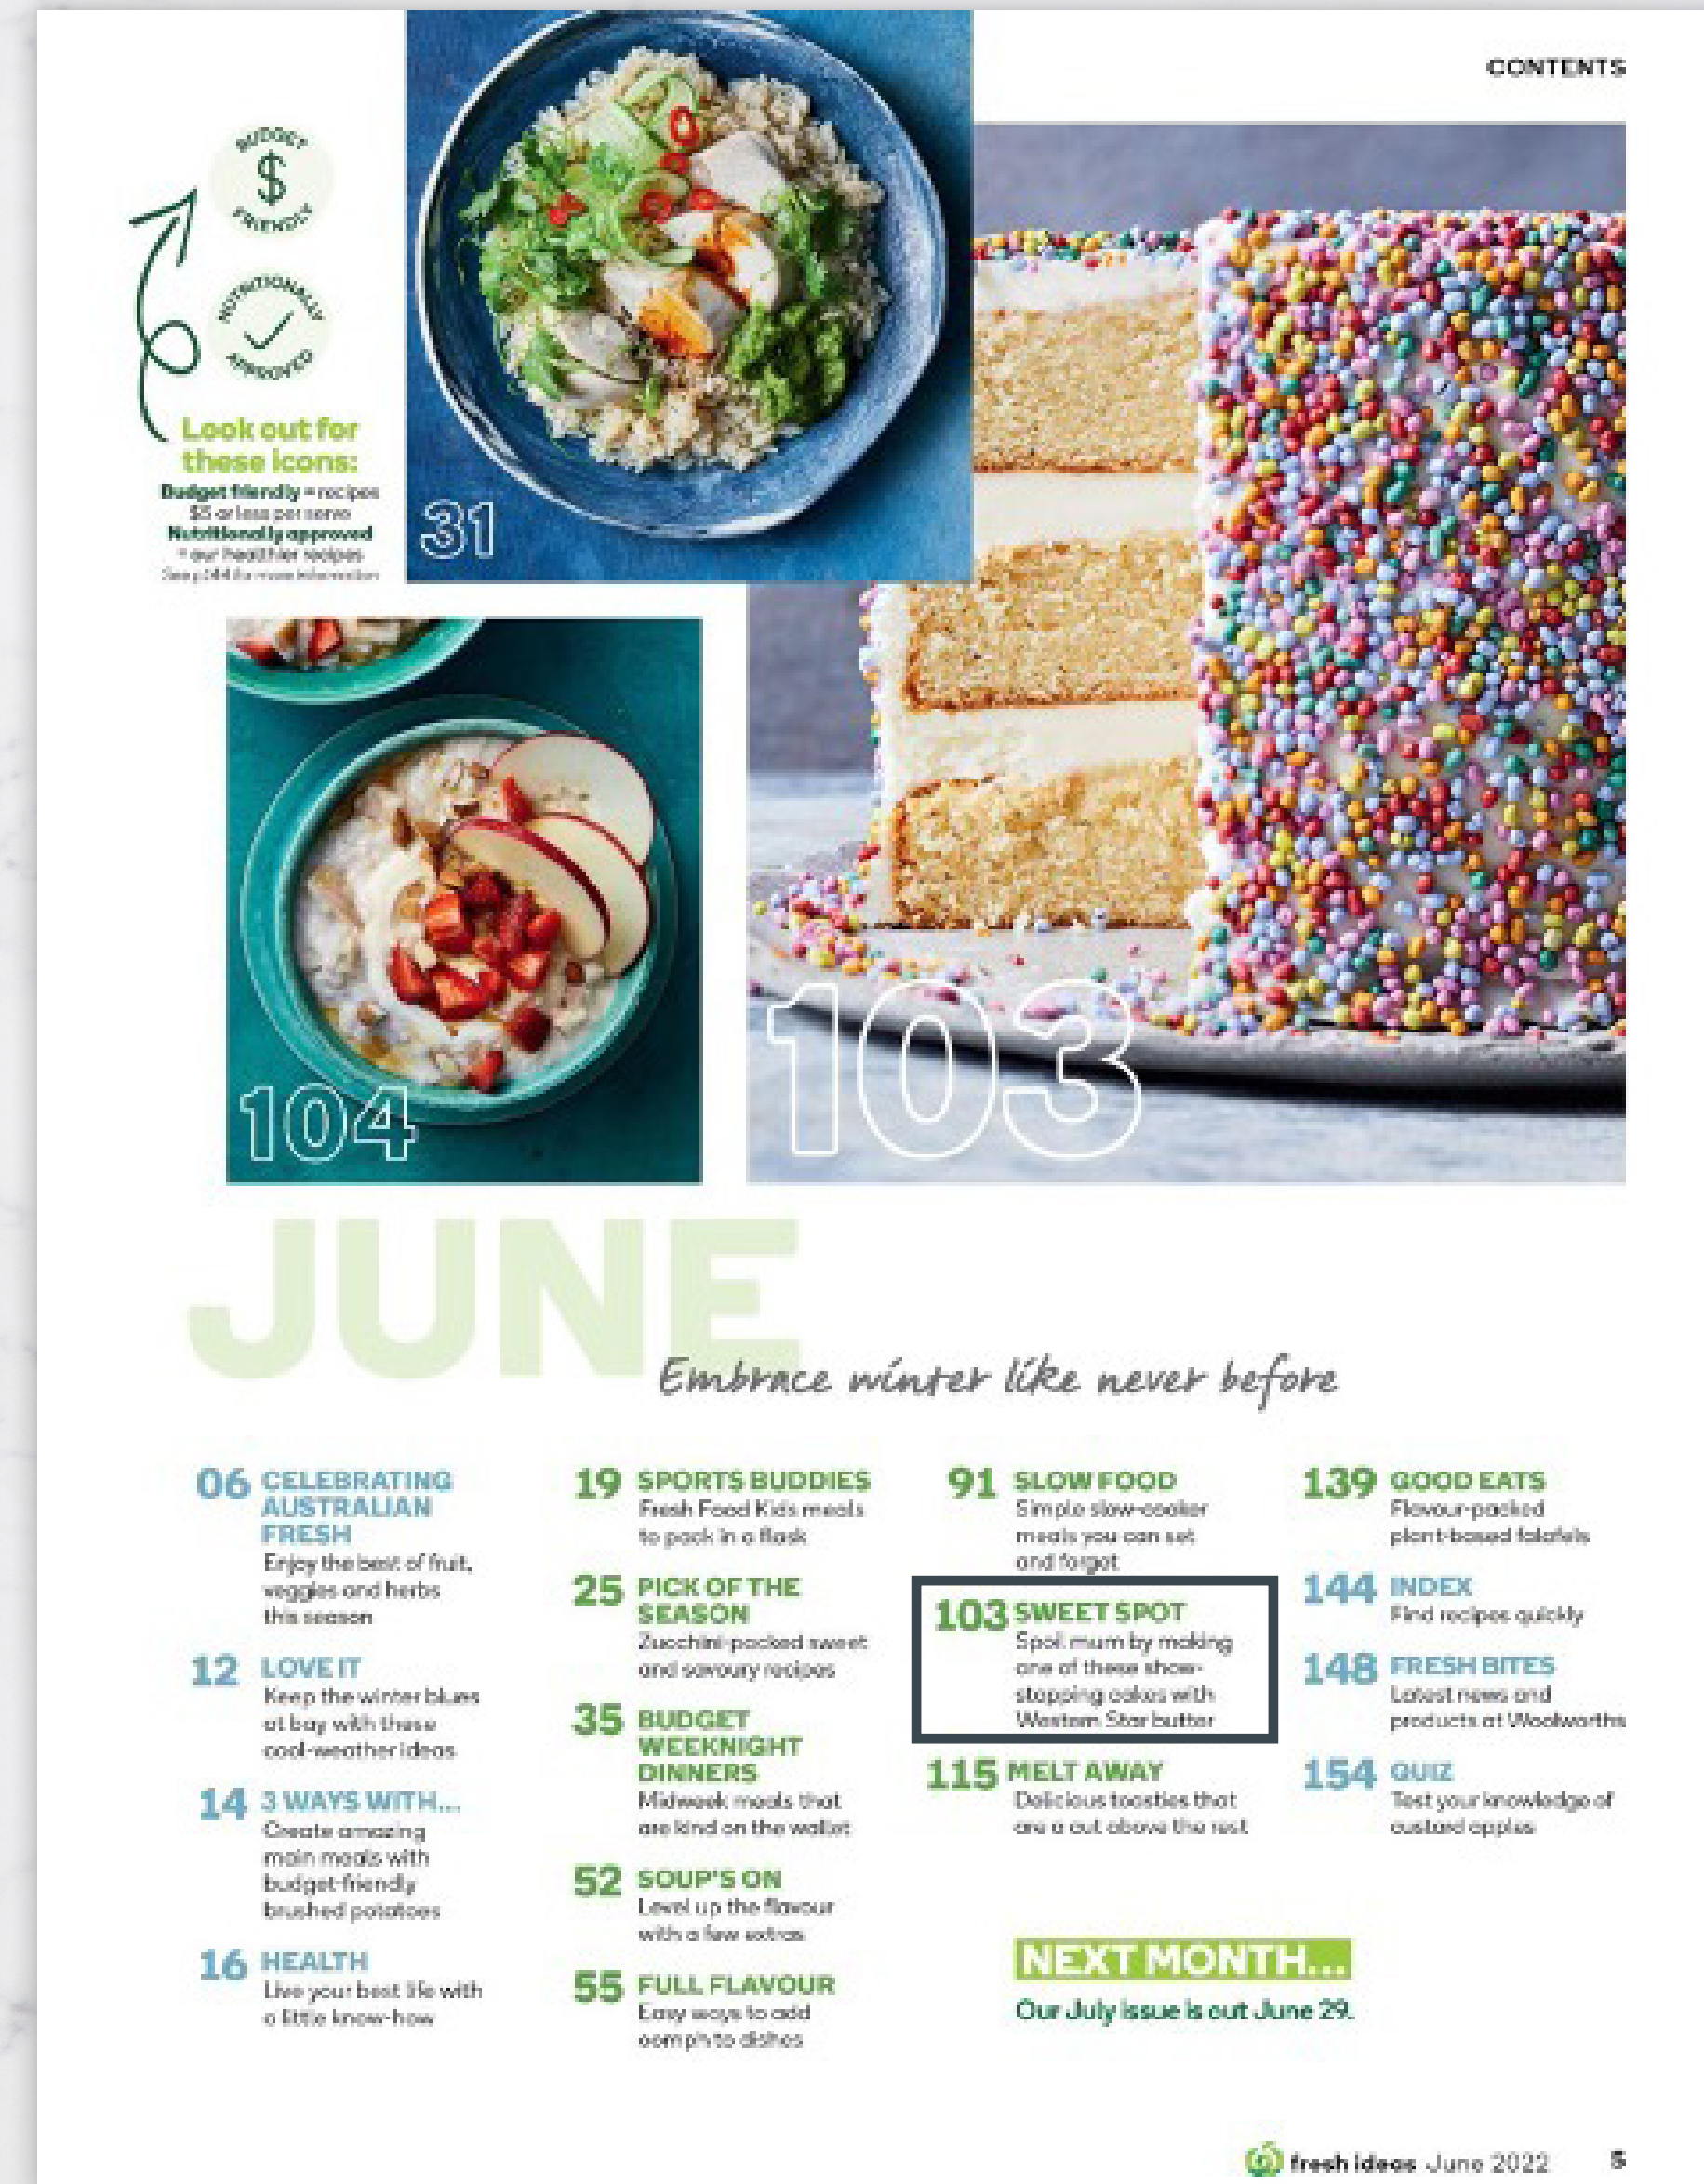 CONTENTS
BUDGET
$
FRIENDLY
NUTRITIONALLY
APPROVED
Look out for
these icons:
Budget friendly = recipes
$5 or less per serve
Nutritionally approved
= our healthier recipes
for more information
31
104
103
JUNE
Embrace winter like never before
06 CELEBRATING
AUSTRALIAN
FRESH
Enjoy the best of fruit,
veggies and herbs
this season
12 LOVE IT
Keep the winter blues
at bay with these
cool-weather ideas
14 3 WAYS WITH...
Create amazing
main meals with
budget-friendly
brushed potatoes
16 HEALTH
Live your best life with
a little know-how
19 SPORTS BUDDIES
Fresh Food Kids meals
to pack in a flask
25 PICK OF THE
SEASON
Zucchini-packed sweet
and savoury recipes
35 BUDGET
WEEKNIGHT
DINNERS
Midweek meals that
are kind on the wallet
52 SOUP'S ON
Level up the flavour
with a few extras
55 FULL FLAVOUR
Easy ways to add
oomph to dishes
91 SLOW FOOD
Simple slow-cooker
meals you can set
and forget
103 SWEET SPOT
Spoil mum by making
one of these show-
stopping cakes with
Western Star butter
115 MELT AWAY
Delicious toasties that
are a cut above the rest
139 GOOD EATS
Flavour-packed
plant-based falafels
144 INDEX
Find recipes quickly
148 FRESH BITES
Latest news and
products at Woolworths
154 QUIZ
Test your knowledge of
custard apples
NEXT MONTH...
Our July issue is out June 29.
fresh ideas June 2022 5